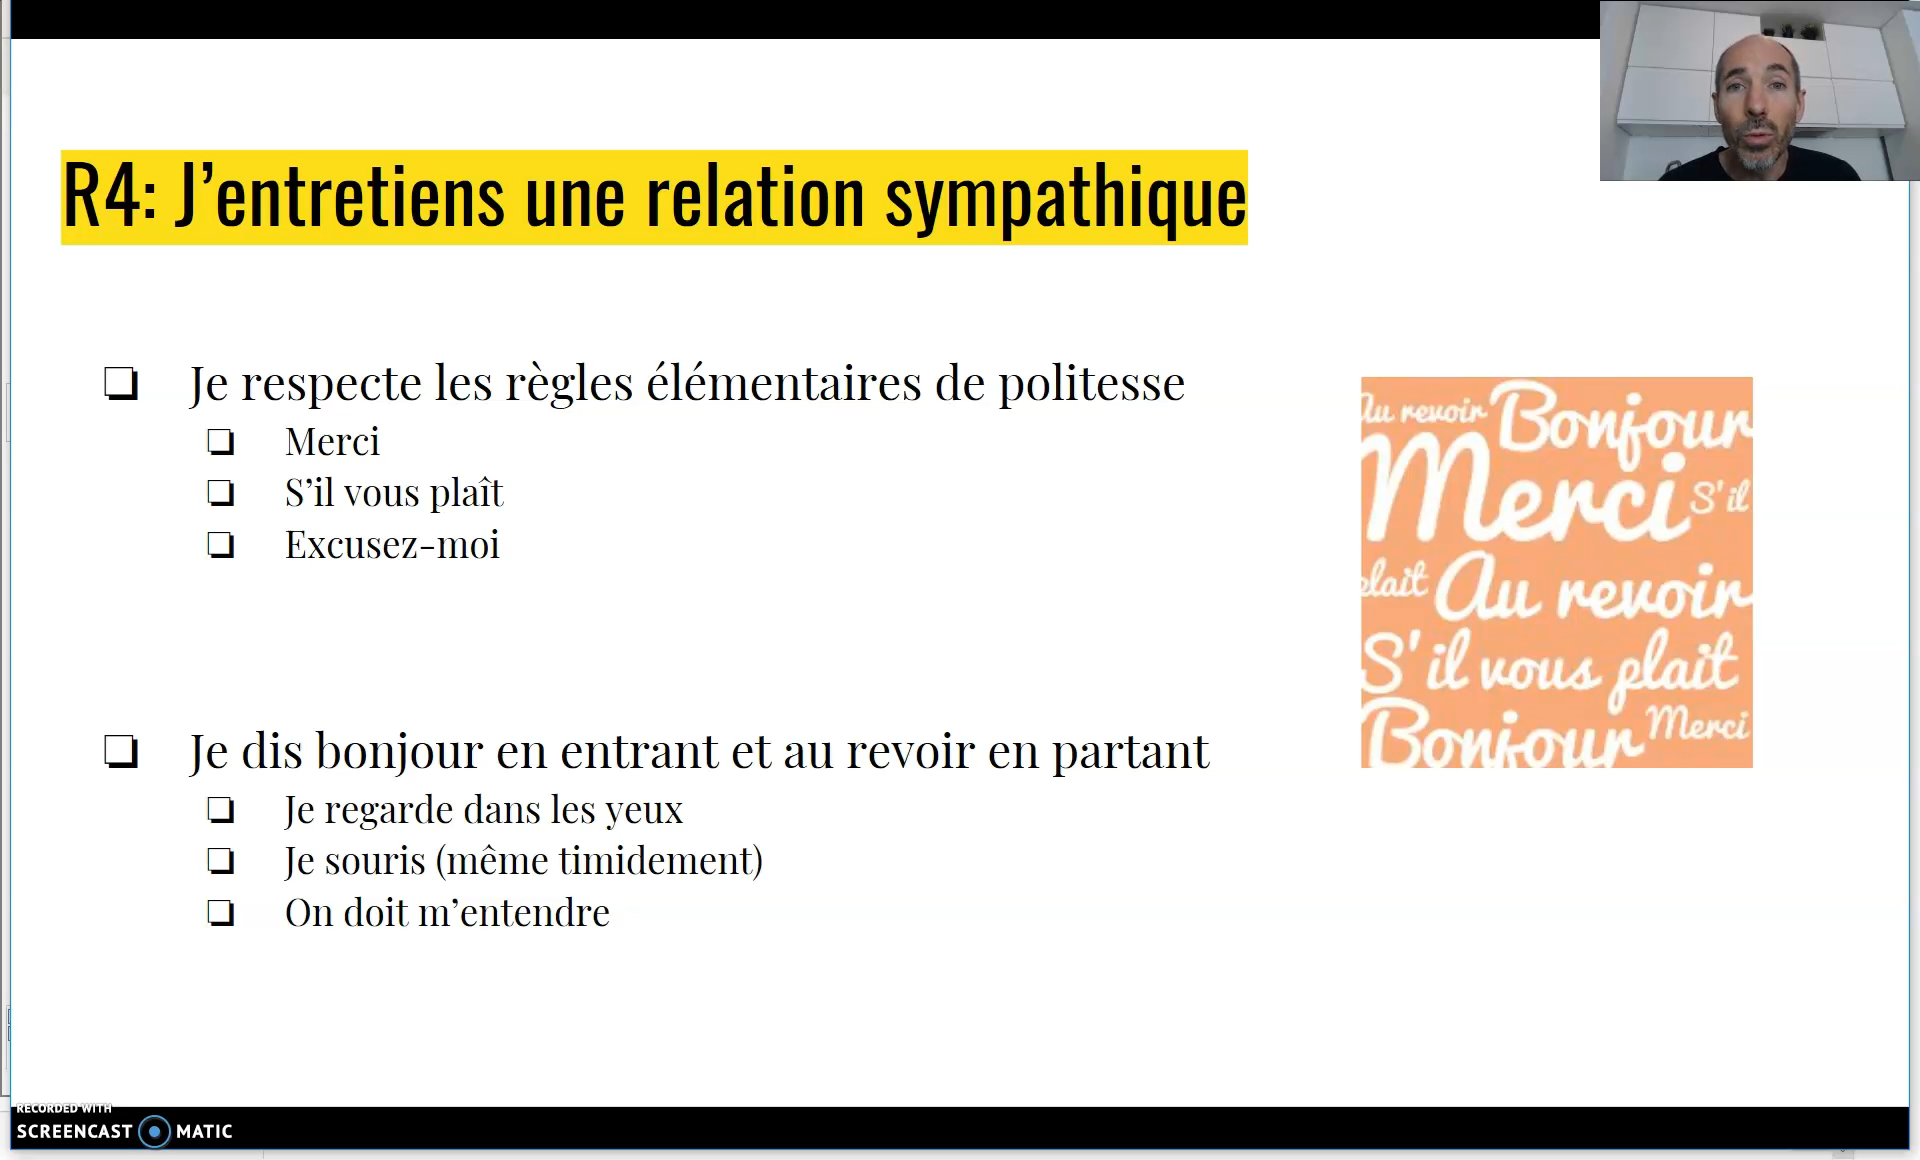 R4: J’entretiens une relation sympathique
Je respecte les règles élémentaires de politesse
Merci
S’il vous plaît
Excusez-moi
Je dis bonjour en entrant et au revoir en partant
Je regarde dans les yeux
Je souris (même timidement)
On doit m’entendre
Au revoir Bonjour
Merci S'il
plait Au revoir
S'il vous plait
Bonjour Merci
RECORDED WITH
SCREENCAST MATIC